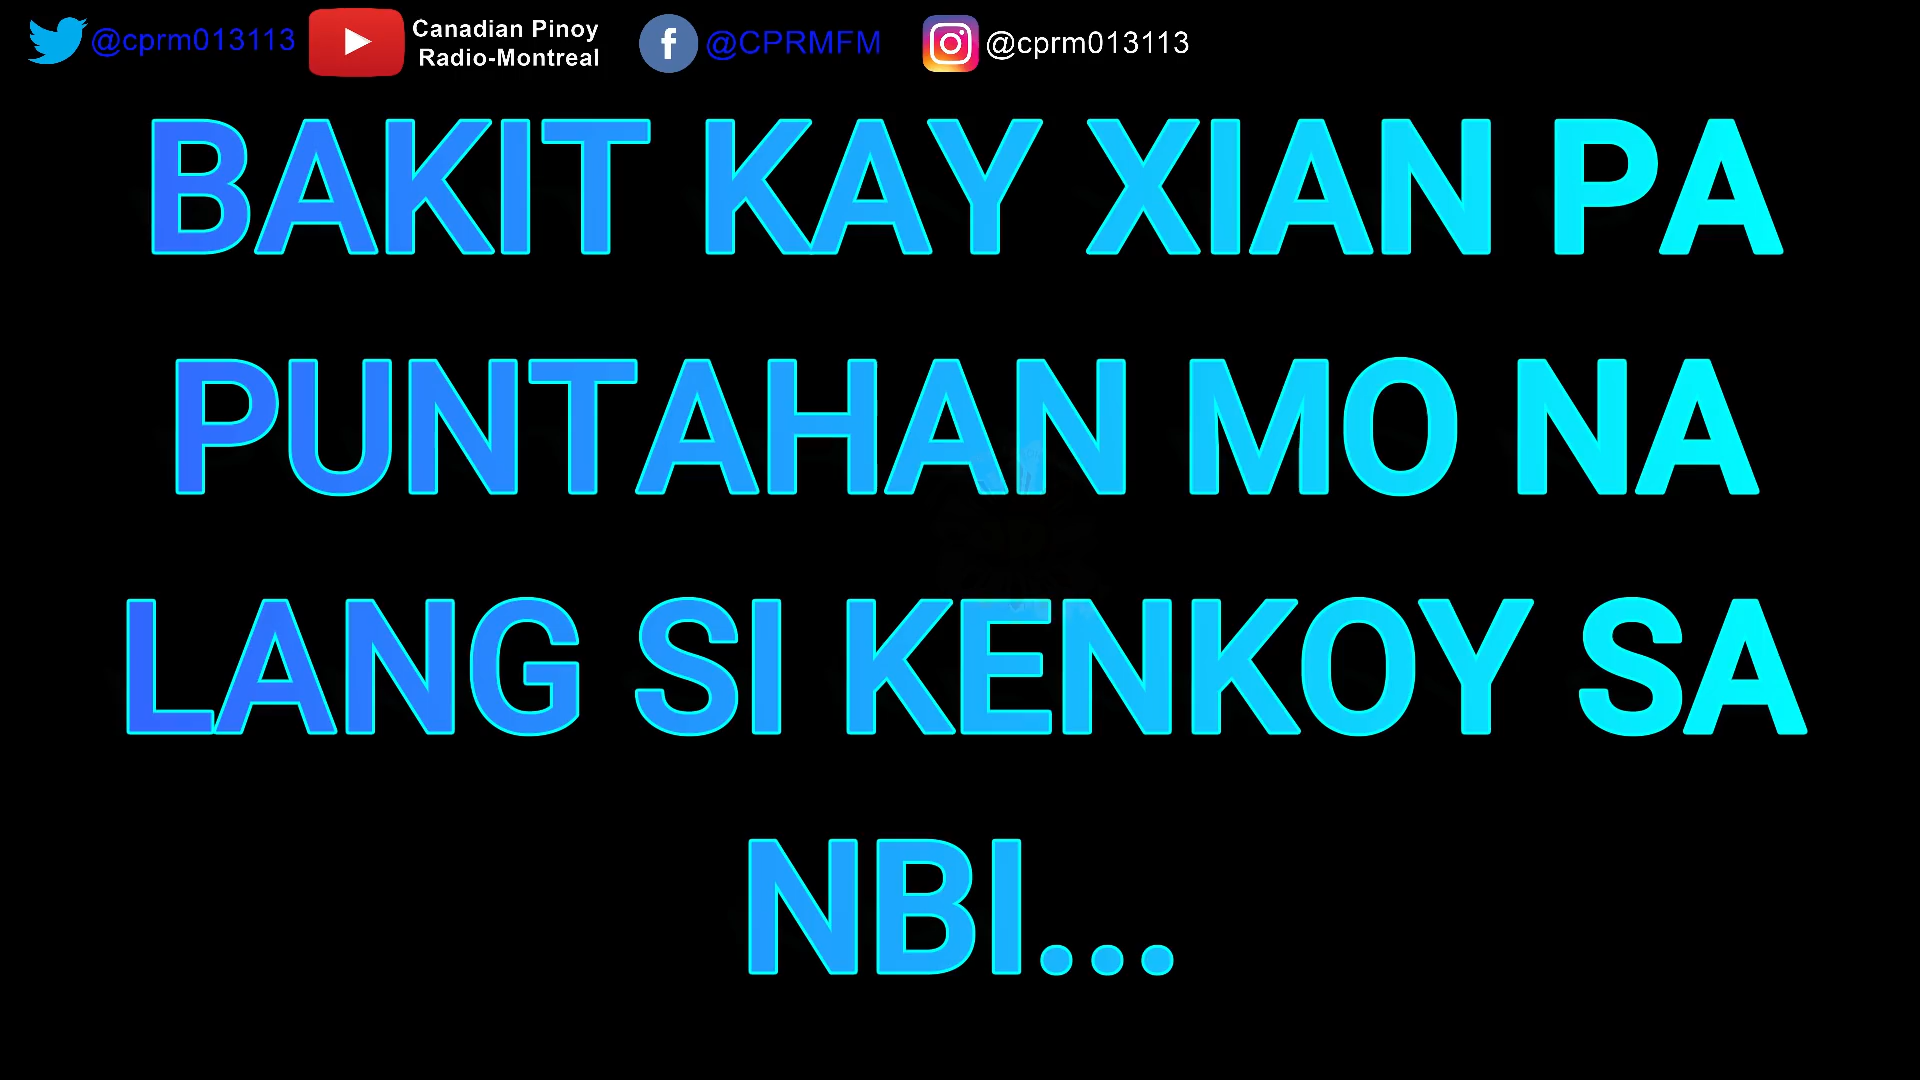 @cprm013113
Canadian Pinoy
Radio-Montreal
@CPRMFM
@cprm013113
BAKIT KAY XIAN PA
PUNTAHAN MO NA
LANG SI KENKOY SA
NBI...